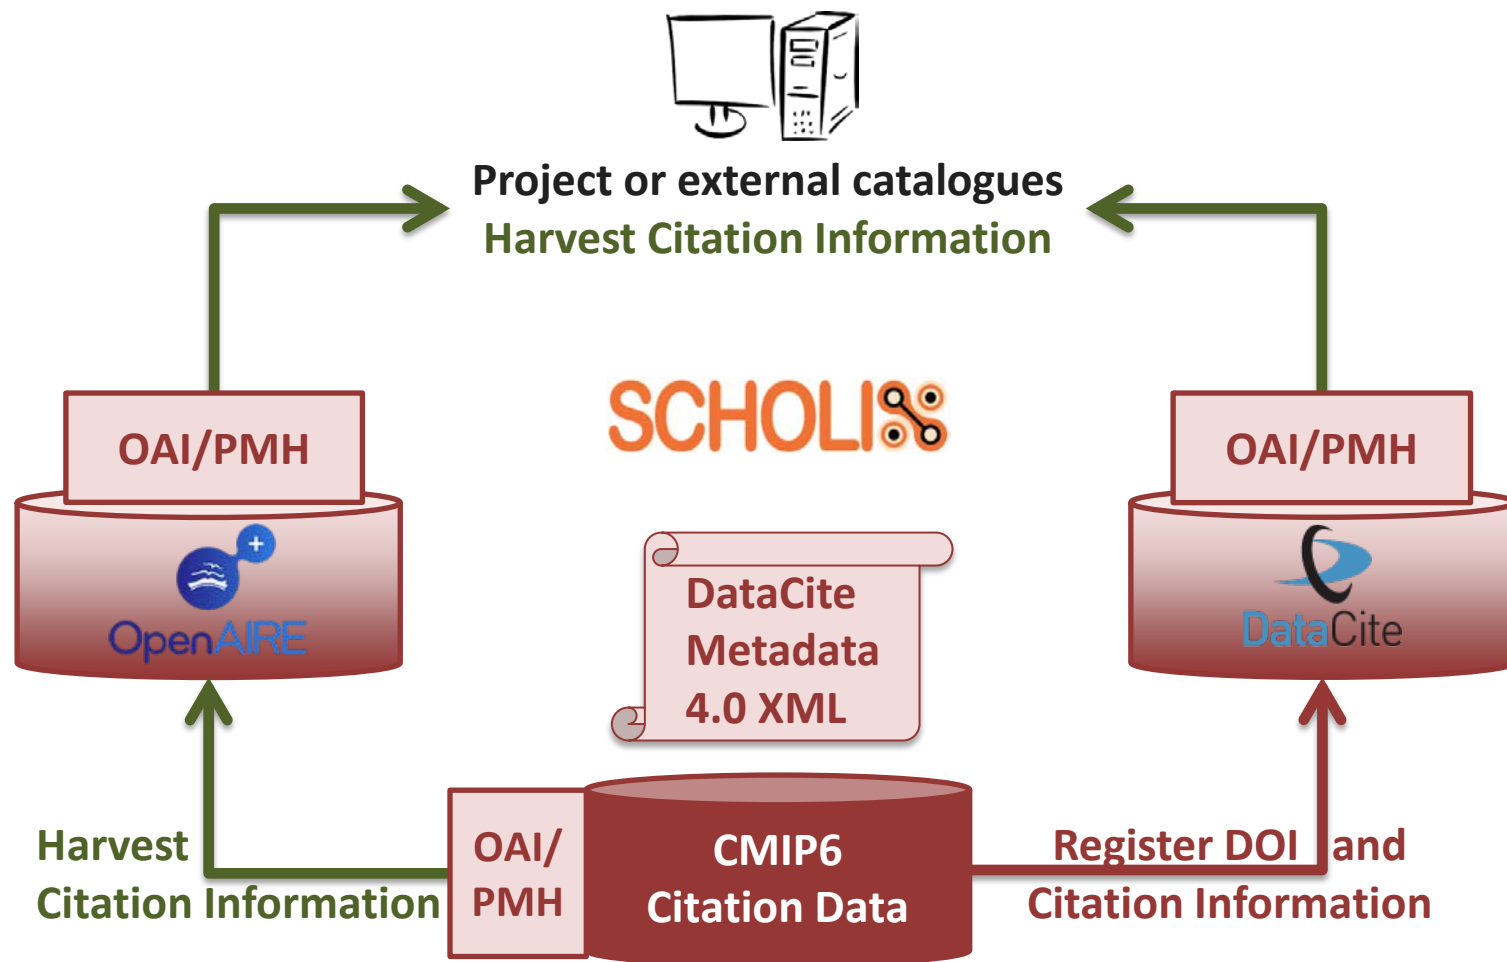 Project or external catalogues
Harvest Citation Information
OAI/PMH
SCHOLIX
OAI/PMH
+
OpenAIRE
DataCite
Metadata
4.0 XML
DataCite
Harvest
Citation Information
OAI/
PMH
CMIP6
Citation Data
Register DOI and
Citation Information